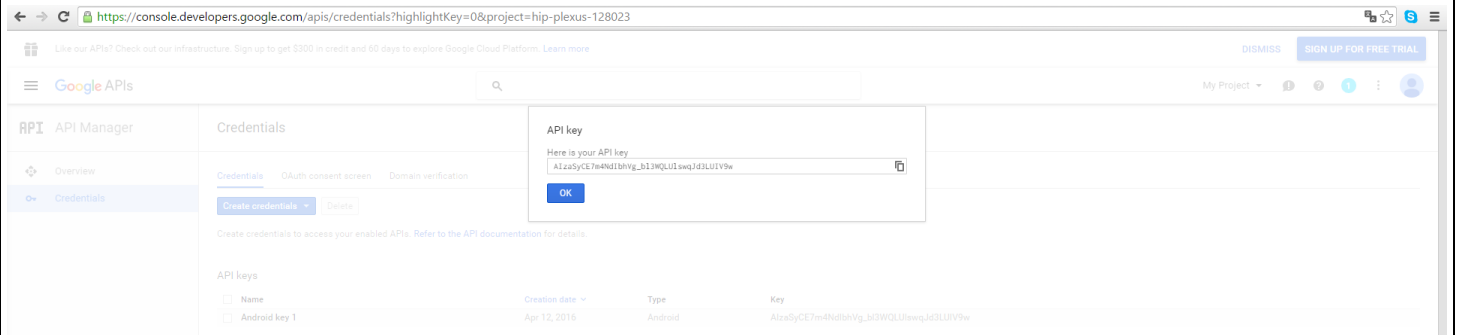 https://console.developers.google.com/apis/credentials?highlightKey=0&project=hip-plexus-128023
Like our APIs? Check out our infrastructure. Sign up to get $300 in credit and 60 days to explore Google Cloud Platform. Learn more
DISMISS
SIGN UP FOR FREE TRIAL
Google APIs
My Project
1
API
API Manager
Credentials
Overview
Credentials
Credentials
OAuth consent screen
Domain verification
Create credentials
Delete
Create credentials to access your enabled APIs. Refer to the API documentation for details.
API key
Here is your API key
OK
API keys
Name Creation date Type Key
Android key 1 Apr 12, 2016 Android